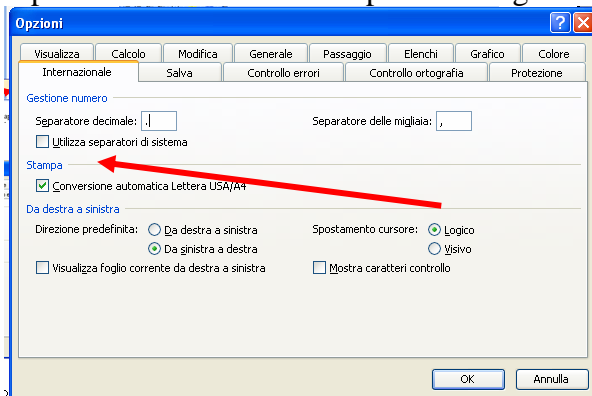 Opzioni
Visualizza Calcolo Modifica Generale Passaggio Elenchi Grafico Colore
Internazionale Salva Controllo errori Controllo ortografia Protezione
Gestione numero
Separatore decimale: . Separatore delle migliaia: ,
Utilizza separatori di sistema
Stampa
Conversione automatica Lettera USA/A4
Da destra a sinistra
Direzione predefinita: Da destra a sinistra Spostamento cursore: Logico
Da sinistra a destra Visivo
Visualizza foglio corrente da destra a sinistra Mostra caratteri controllo
OK Annulla